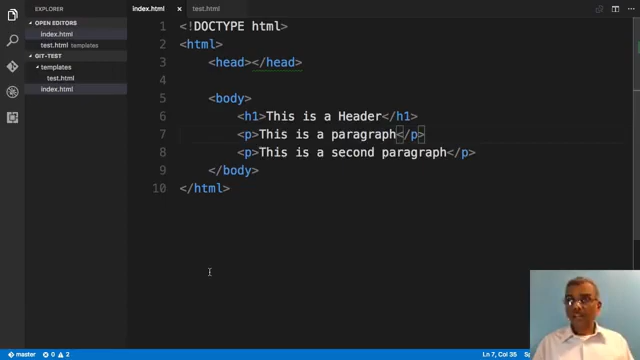 EXPLORER
OPEN EDITORS
index.html
test.html templates
GIT-TEST
templates
test.html
index.html
index.html ×
test.html
1 <!DOCTYPE html>
2 <html>
3 <head></head>
4
5 <body>
6 <h1>This is a Header</h1>
7 <p>This is a paragraph</p>
8 <p>This is a second paragraph</p>
9 </body>
10 </html>
master 0 2
Ln 7, Col 35